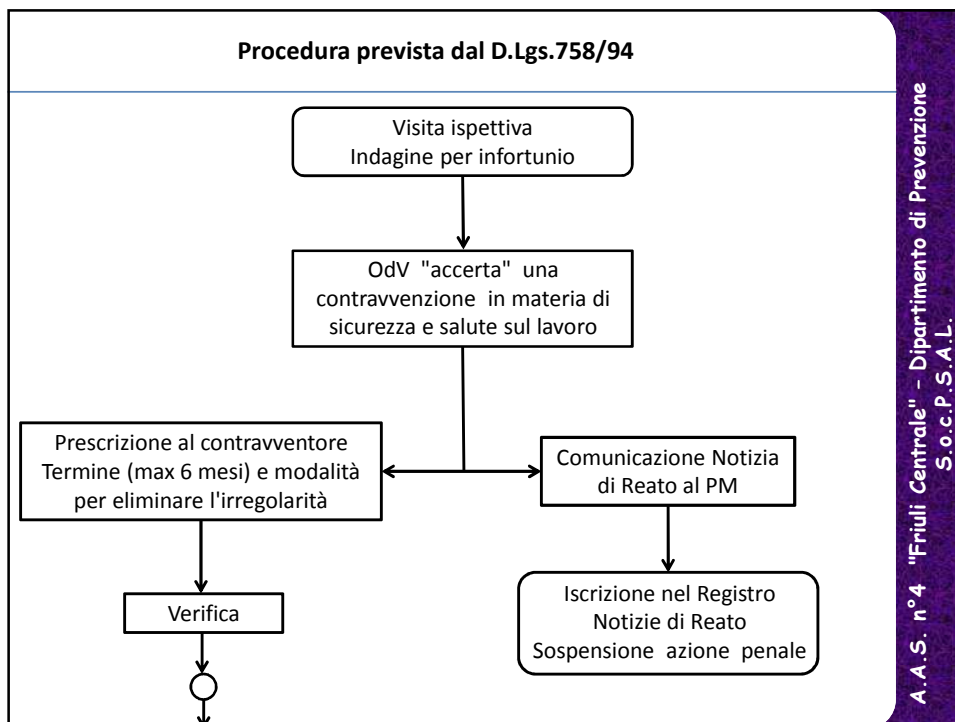 Procedura prevista dal D.Lgs.758/94
Visita ispettiva
Indagine per infortunio
OdV "accerta" una
contravvenzione in materia di
sicurezza e salute sul lavoro
Prescrizione al contravventore
Termine (max 6 mesi) e modalità
per eliminare l'irregolarità
Comunicazione Notizia
di Reato al PM
Verifica
Iscrizione nel Registro
Notizie di Reato
Sospensione azione penale
A.A.S. n°4 "Friuli Centrale" - Dipartimento di Prevenzione
S.o.c.P.S.A.L.